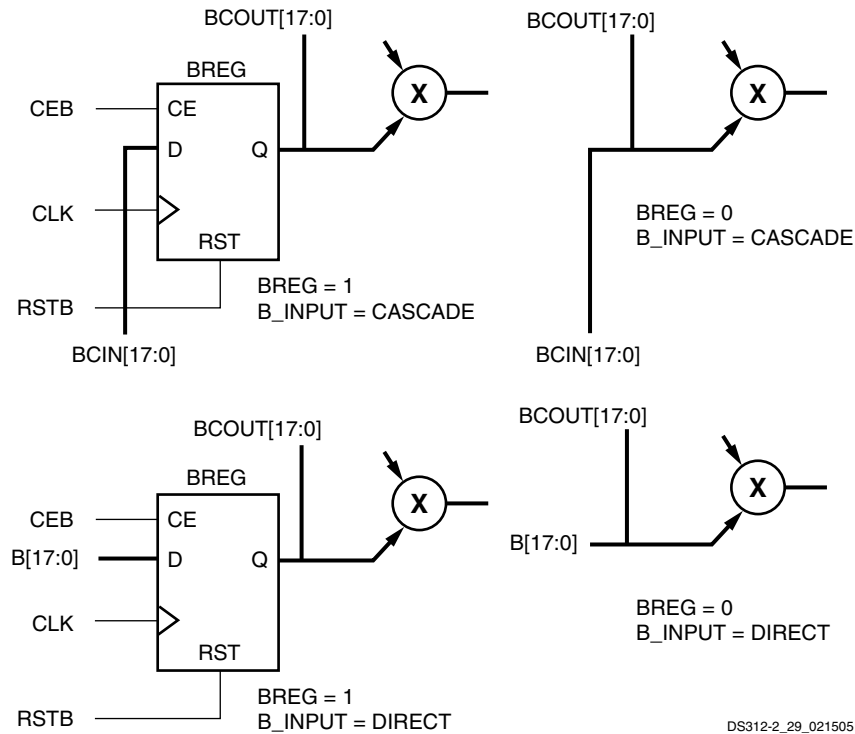 BCOUT[17:0]
BREG
CEB
CE
X
D
Q
CLK
RST
BREG = 1
B_INPUT = CASCADE
RSTB
BCIN[17:0]
BCOUT[17:0]
X
BREG = 0
B_INPUT = CASCADE
BCIN[17:0]
BCOUT[17:0]
BREG
CEB
CE
X
B[17:0]
D
Q
CLK
RST
BREG = 1
B_INPUT = DIRECT
RSTB
BCOUT[17:0]
X
B[17:0]
BREG = 0
B_INPUT = DIRECT
DS312-2_29_021505